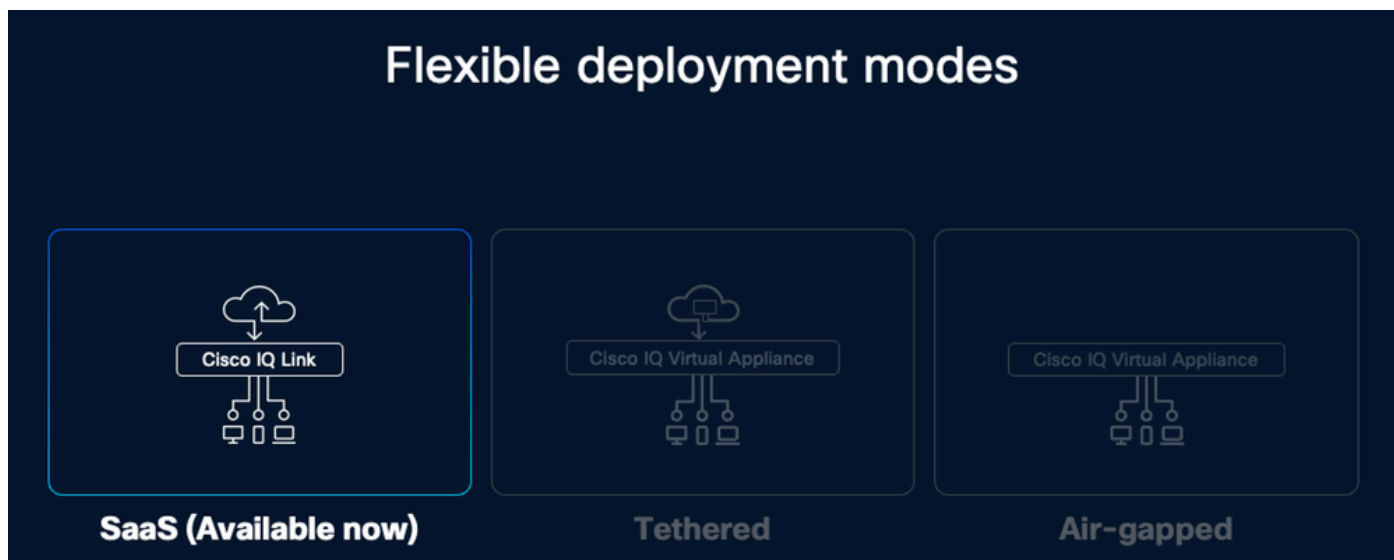 Flexible deployment modes
Cisco IQ Link
Cisco IQ Virtual Appliance
Cisco IQ Virtual Appliance
SaaS (Available now)
Tethered
Air-gapped